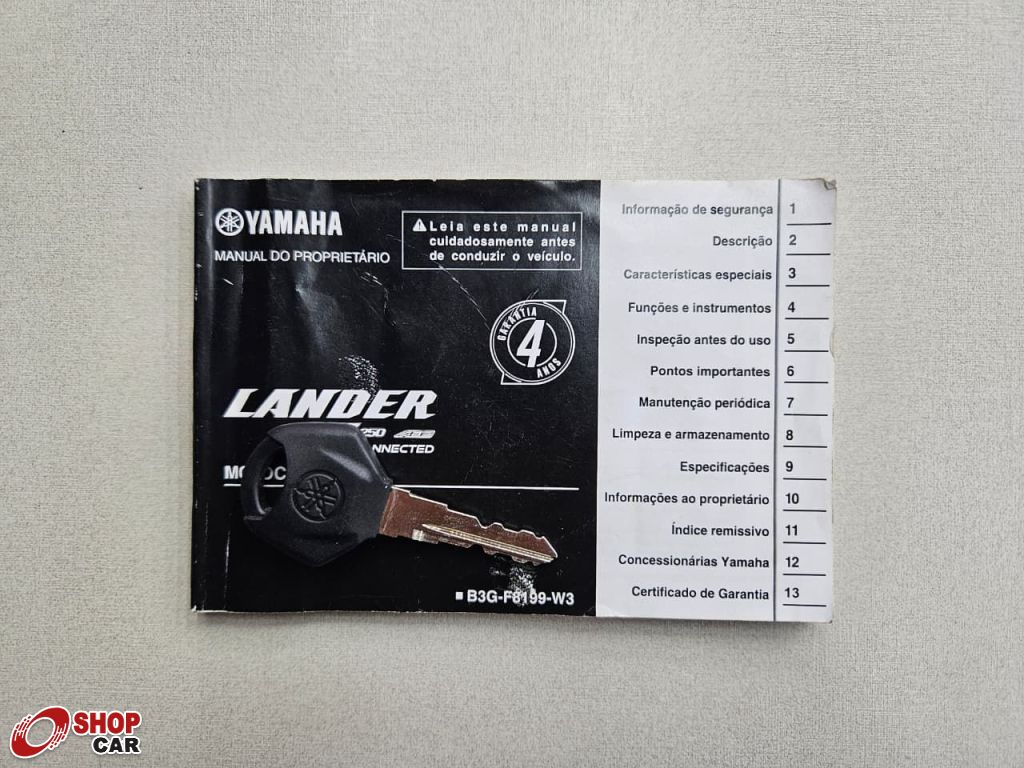 YAMAHA
MANUAL DO PROPRIETÁRIO
Leia este manual
cuidadosamente antes
de conduzir o veículo.
GARANTIA
4
ANOS
LANDER
250 ABS
B3G-F8199-W3
Informação de segurança 1
Descrição 2
Características especiais 3
Funções e instrumentos 4
Inspeção antes do uso 5
Pontos importantes 6
Manutenção periódica 7
Limpeza e armazenamento 8
Especificações 9
Informações ao proprietário 10
Índice remissivo 11
Concessionárias Yamaha 12
Certificado de Garantia 13
SHOP
CAR